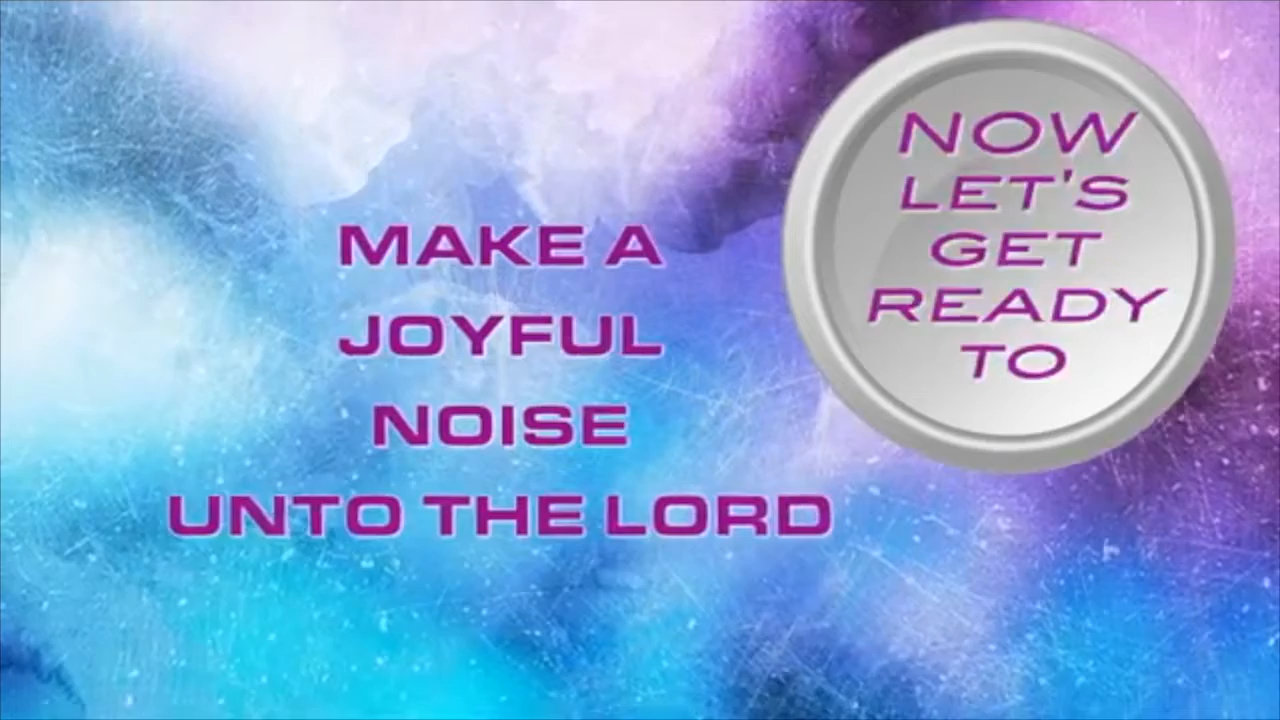 NOW
LET'S
GET
READY
TO
MAKE A
JOYFUL
NOISE
UNTO THE LORD